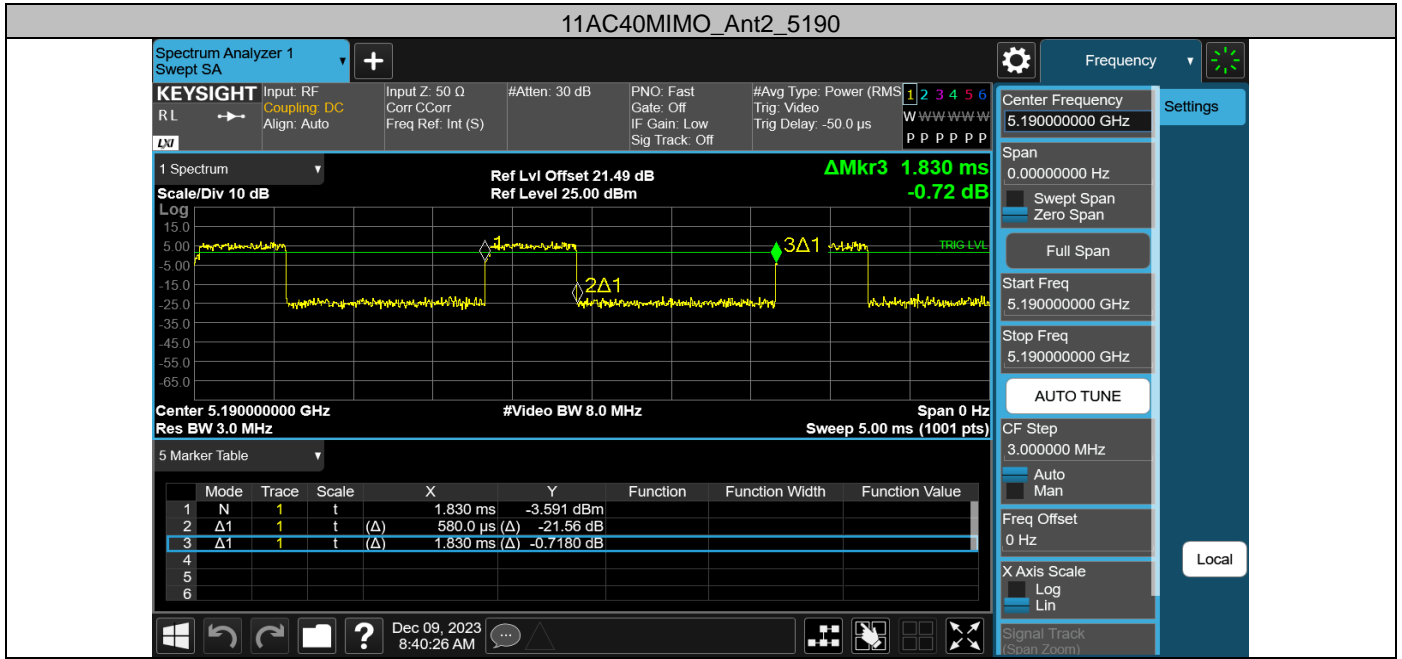 11AC40MIMO_Ant2_5190
Spectrum Analyzer 1
Swept SA
Frequency
KEYSIGHT
RL
LXI
Input: RF
Coupling: DC
Align: Auto
Input Z: 50 Ω
Corr CCorr
Freq Ref: Int (S)
#Atten: 30 dB
PNO: Fast
Gate: Off
IF Gain: Low
Sig Track: Off
#Avg Type: Power (RMS
Trig: Video
Trig Delay: -50.0 µs
1 2 3 4 5 6
W W W W W W
P P P P P P
1 Spectrum
Scale/Div 10 dB
Ref Lvl Offset 21.49 dB
Ref Level 25.00 dBm
ΔMkr3 1.830 ms
-0.72 dB
Log
15.0
5.00
-5.00
-15.0
-25.0
-35.0
-45.0
-55.0
-65.0
1
2Δ1
3Δ1
TRIG LVL
Center 5.190000000 GHz
#Video BW 8.0 MHz
Span 0 Hz
Res BW 3.0 MHz
Sweep 5.00 ms (1001 pts)
5 Marker Table
Mode Trace Scale X Y Function Function Width Function Value
1 N 1 t 1.830 ms -3.591 dBm
2 Δ1 1 t (Δ) 580.0 µs (Δ) -21.56 dB
3 Δ1 1 t (Δ) 1.830 ms (Δ) -0.7180 dB
4
5
6
Dec 09, 2023
8:40:26 AM
Center Frequency
5.190000000 GHz
Settings
Span
0.00000000 Hz
Swept Span
Zero Span
Full Span
Start Freq
5.190000000 GHz
Stop Freq
5.190000000 GHz
AUTO TUNE
CF Step
3.000000 MHz
Auto
Man
Freq Offset
0 Hz
X Axis Scale
Log
Lin
Signal Track
(Span Zoom)
Local